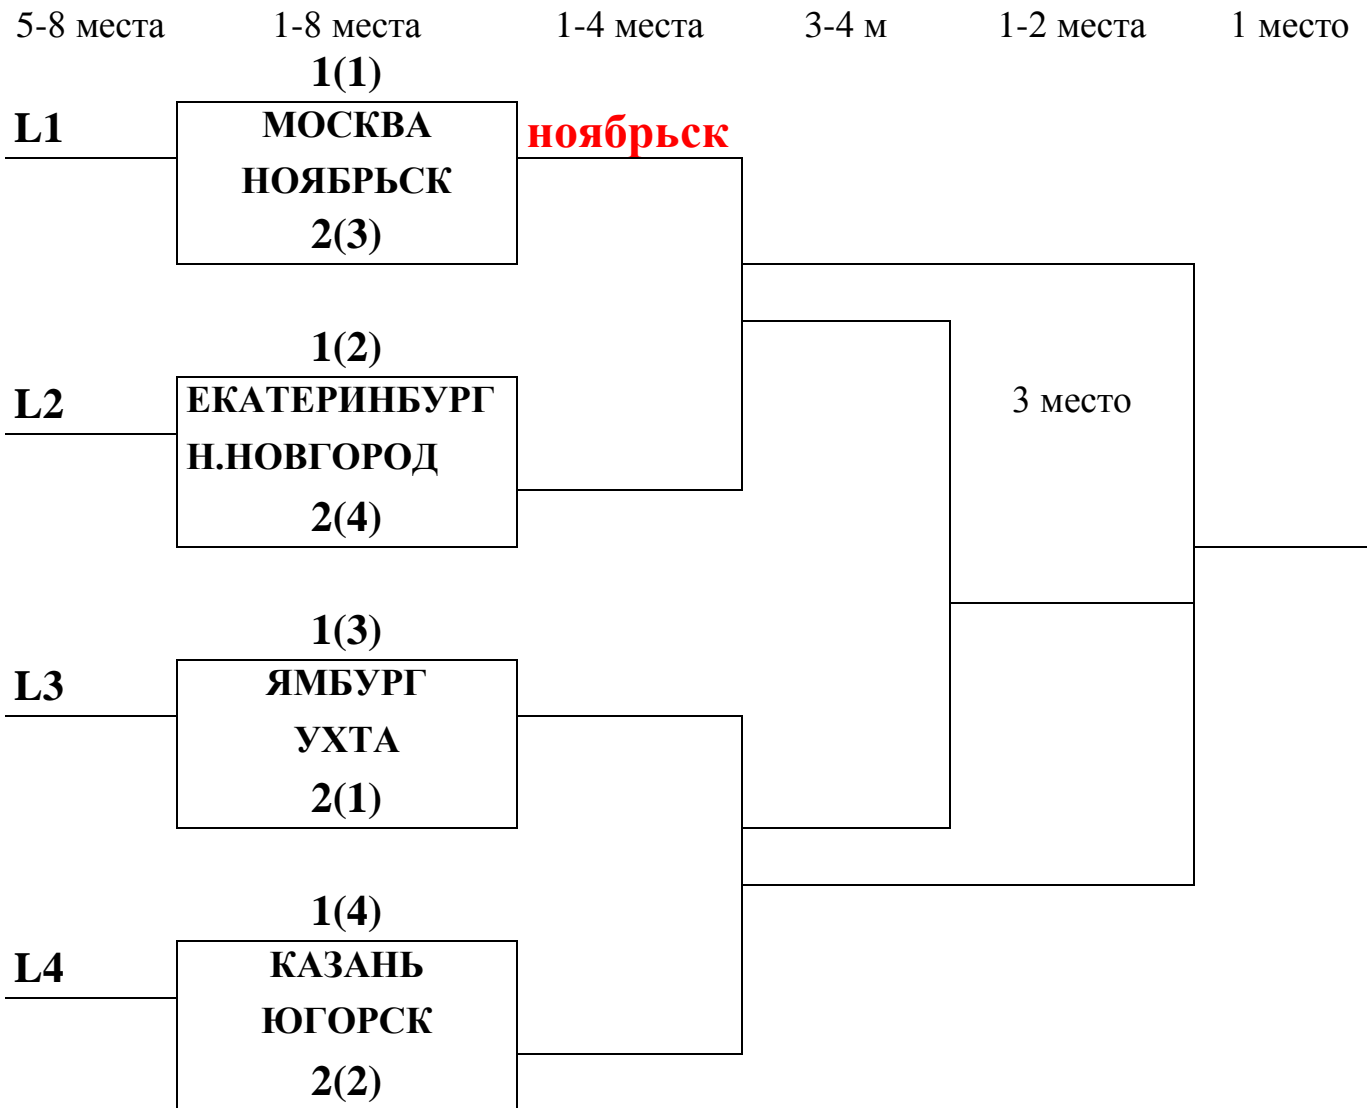 5-8 места 1-8 места 1-4 места 3-4 м 1-2 места 1 место
1(1)
L1 МОСКВА ноябрьск
НОЯБРЬСК
2(3)
1(2)
L2 ЕКАТЕРИНБУРГ 3 место
Н.НОВГОРОД
2(4)
1(3)
L3 ЯМБУРГ
УХТА
2(1)
1(4)
L4 КАЗАНЬ
ЮГОРСК
2(2)